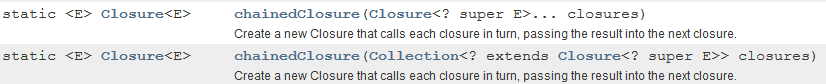 static <E> Closure<E> chainedClosure(Closure<? super E>... closures)
Create a new Closure that calls each closure in turn, passing the result into the next closure.
static <E> Closure<E> chainedClosure(Collection<? extends Closure<? super E>> closures)
Create a new Closure that calls each closure in turn, passing the result into the next closure.